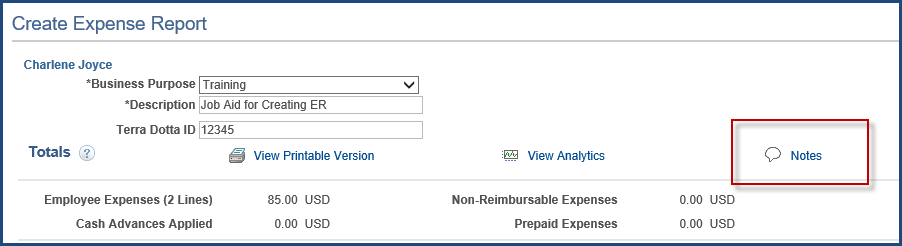 Create Expense Report
Charlene Joyce
*Business Purpose Training
*Description Job Aid for Creating ER
Terra Dotta ID 12345
Totals ? View Printable Version View Analytics Notes
Employee Expenses (2 Lines) 85.00 USD Non-Reimbursable Expenses 0.00 USD
Cash Advances Applied 0.00 USD Prepaid Expenses 0.00 USD